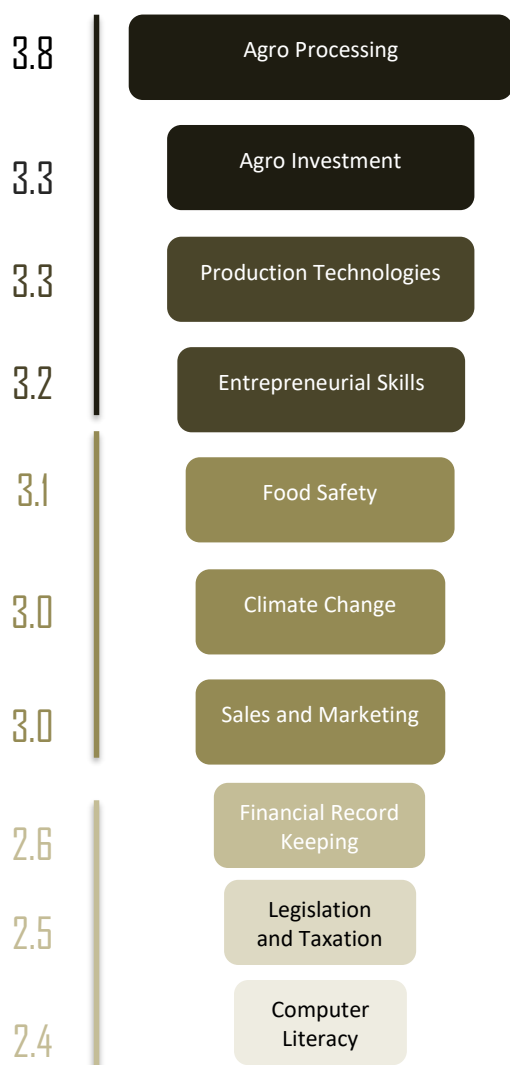 3.8 Agro Processing
3.3 Agro Investment
3.3 Production Technologies
3.2 Entrepreneurial Skills
3.1 Food Safety
3.0 Climate Change
3.0 Sales and Marketing
2.6 Financial Record
Keeping
2.5 Legislation
and Taxation
2.4 Computer
Literacy